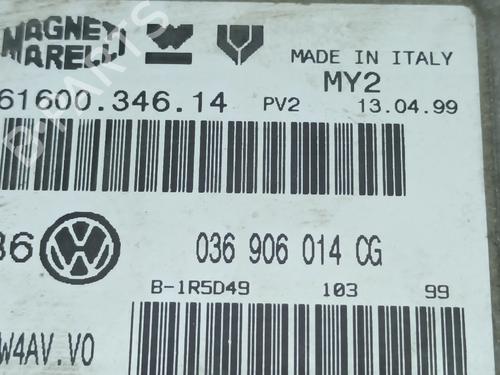 MAGNETI
MARELLI
MADE IN ITALY
MY2
61600.346.14 PV2 13.04.99
036 906 014 CG
B-1R5D49 103 99
W4AV.V0
B-PARTS